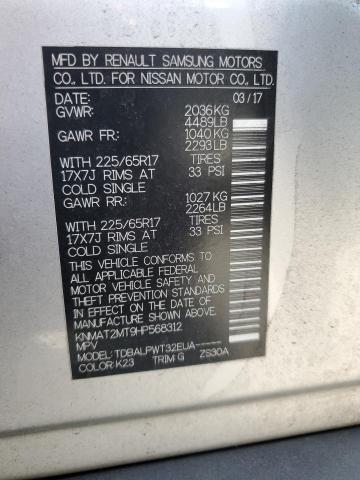 MFD BY RENAULT SAMSUNG MOTORS
CO., LTD. FOR NISSAN MOTOR CO., LTD.
DATE: 03/17
GVWR: 2036KG
4489LB
GAWR FR: 1040KG
2293LB
WITH 225/65R17 TIRES
17X7J RIMS AT 33 PSI
COLD SINGLE
GAWR RR: 1027KG
2264LB
WITH 225/65R17 TIRES
17X7J RIMS AT 33 PSI
COLD SINGLE
THIS VEHICLE CONFORMS TO
ALL APPLICABLE FEDERAL
MOTOR VEHICLE SAFETY
AND THEFT PREVENTION STANDARDS
IN EFFECT ON THE DATE OF
MANUFACTURE SHOWN ABOVE.
KNMAT2MT9HP568312
MPV
MODEL: TDBALPWT32EUA-----
COLOR: K23 TRIM G ZS30A